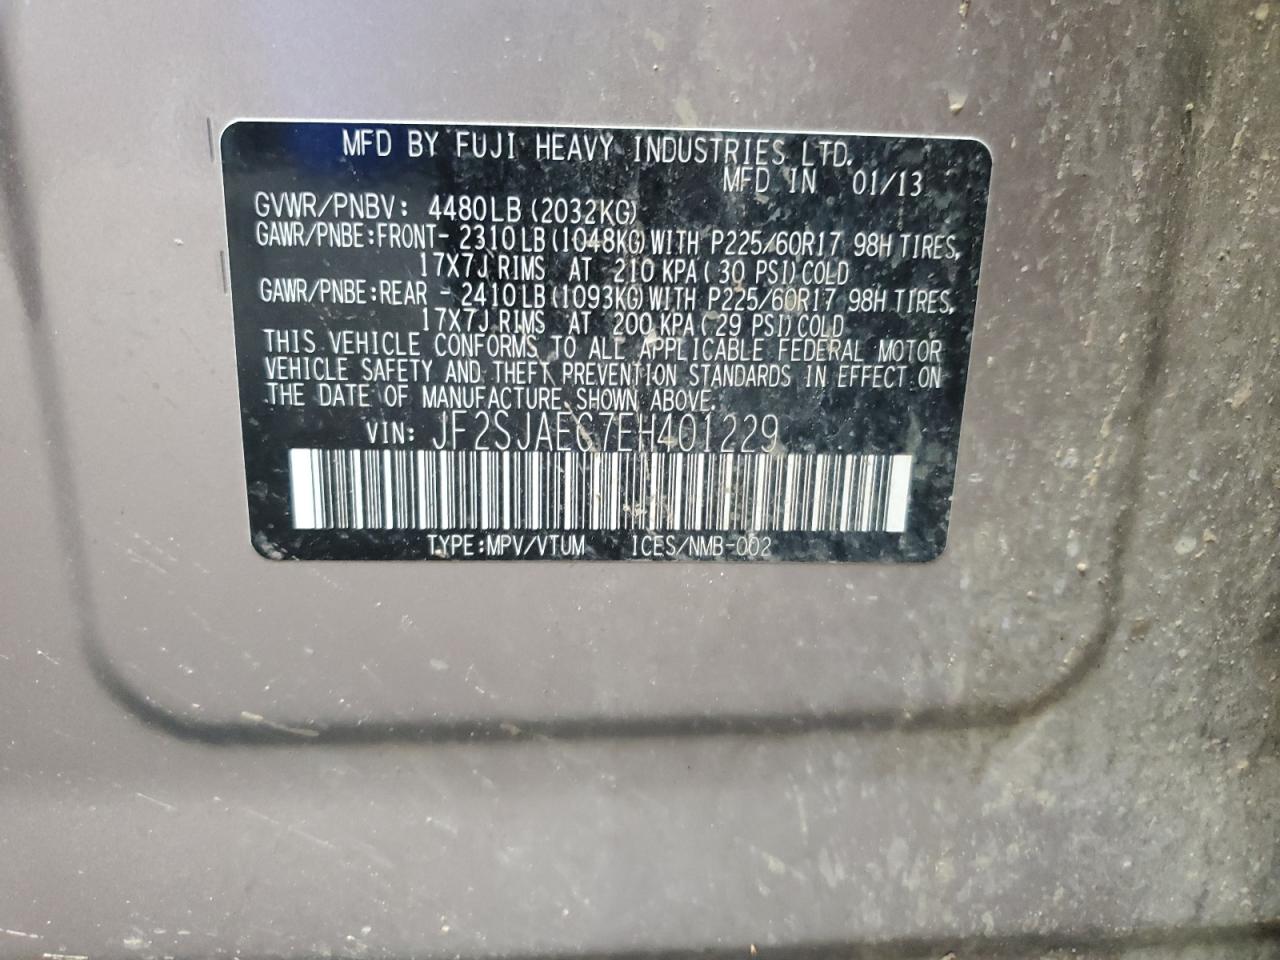 MFD BY FUJI HEAVY INDUSTRIES LTD.
MFD IN 01/13
GVWR/PNBV: 4480LB(2032KG)
GAWR/PNBE:FRONT- 2310LB(1048KG)WITH P225/60R17 98H TIRES,
17X7J RIMS AT 210 KPA(30 PSI)COLD
GAWR/PNBE:REAR - 2410LB(1093KG)WITH P225/60R17 98H TIRES,
17X7J RIMS AT 200 KPA(29 PSI)COLD
THIS VEHICLE CONFORMS TO ALL APPLICABLE FEDERAL MOTOR
VEHICLE SAFETY AND THEFT PREVENTION STANDARDS IN EFFECT ON
THE DATE OF MANUFACTURE SHOWN ABOVE.
VIN: JF2SJAEC7EH401229
TYPE:MPV/VTUM ICES/NMB-002